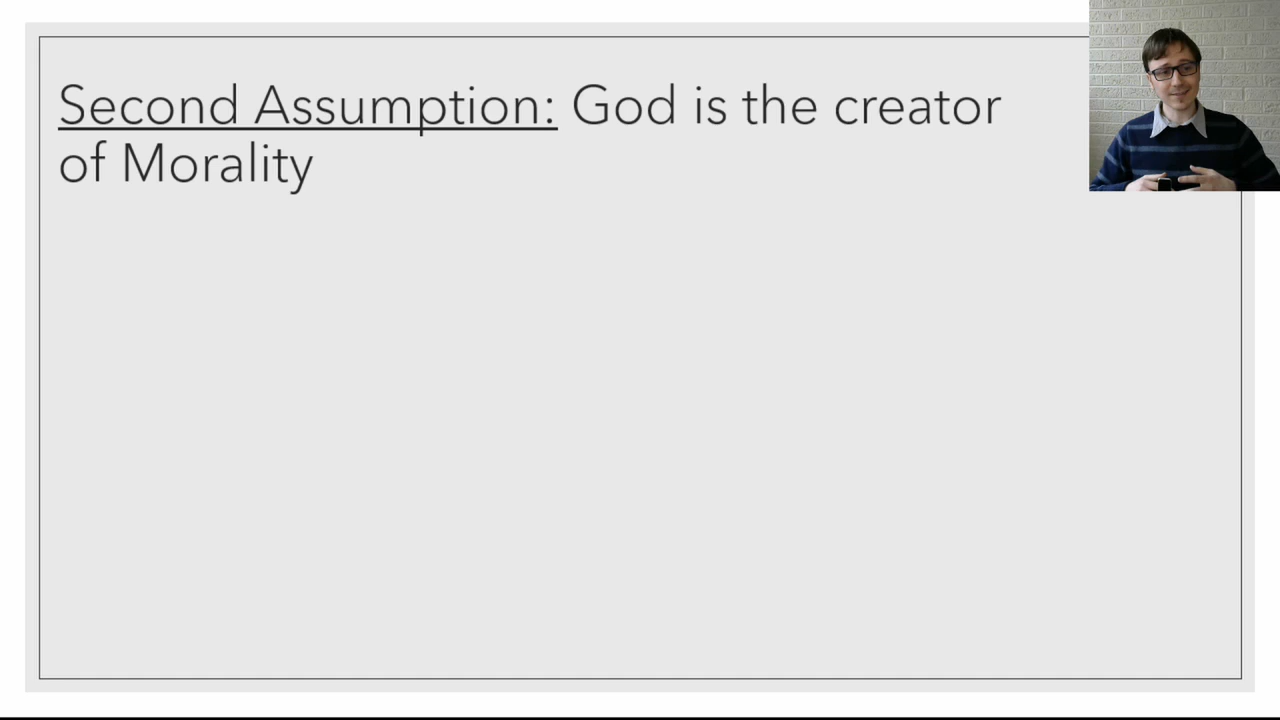 Second Assumption: God is the creator
of Morality